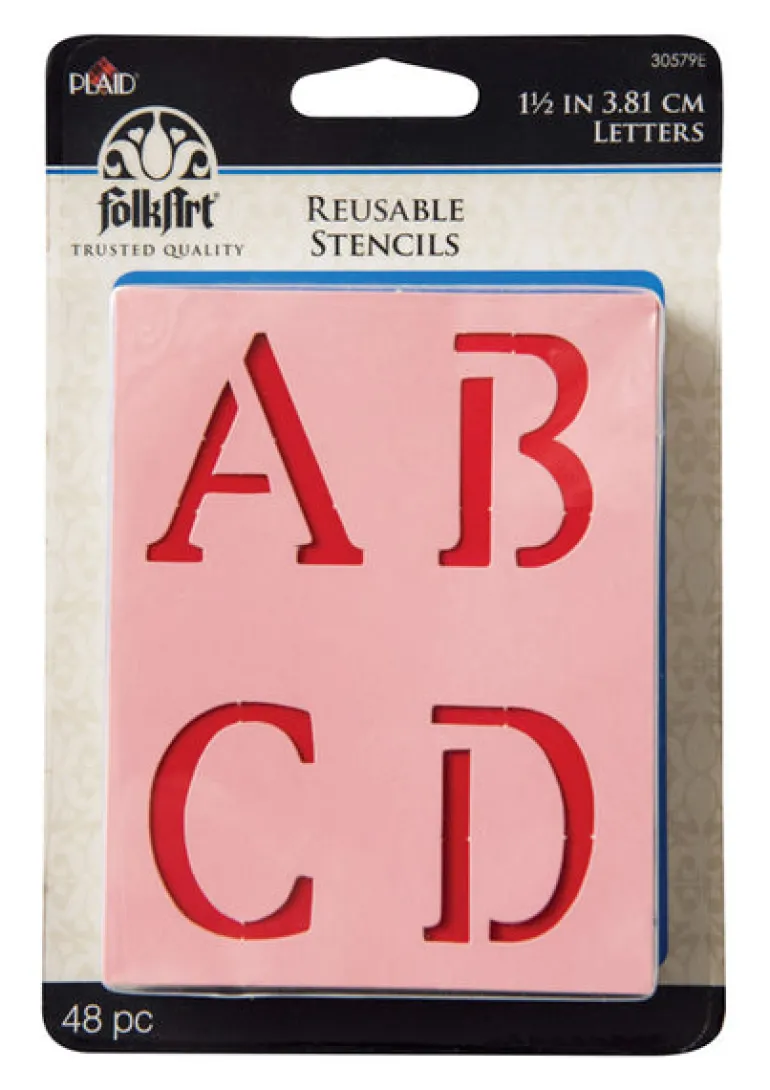 PLAID®
30579E
1½ IN 3.81 CM
LETTERS
folkArt®
TRUSTED QUALITY
REUSABLE
STENCILS
A B
C D
48 pc